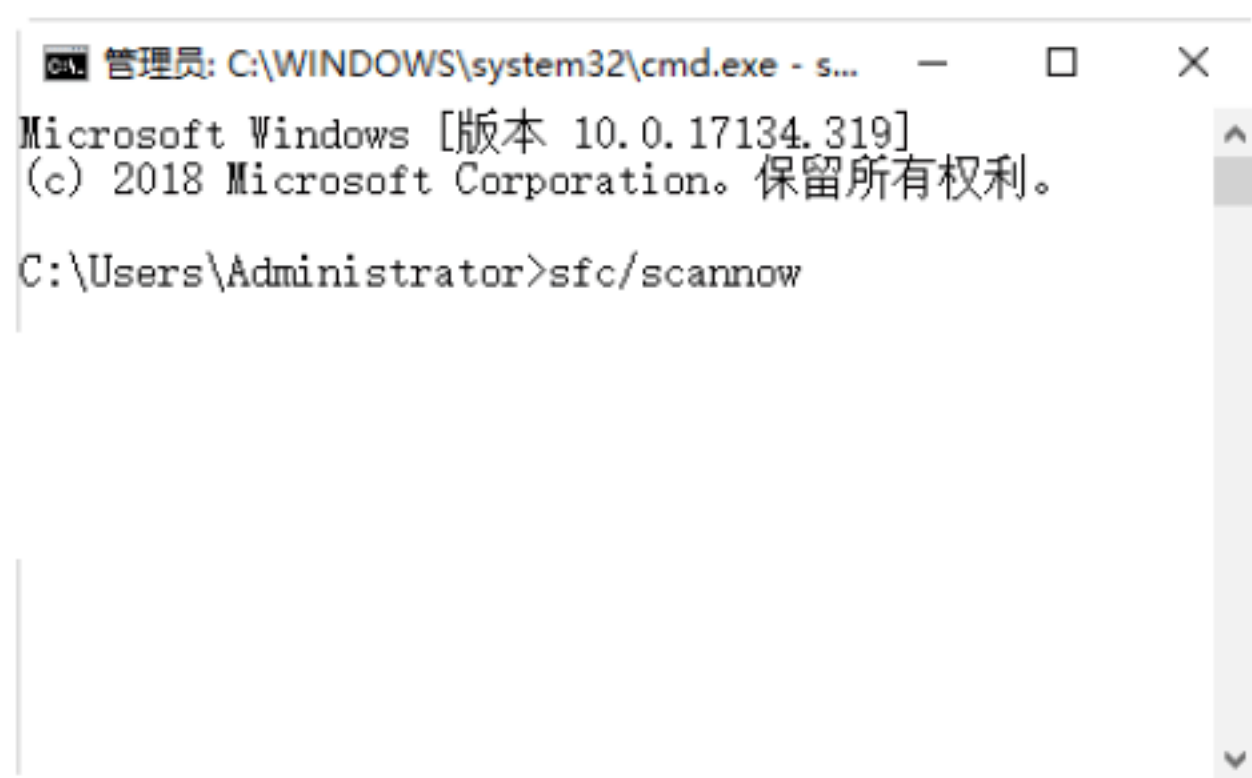 管理员: C:\WINDOWS\system32\cmd.exe - s...
Microsoft Windows [版本 10.0.17134.319]
(c) 2018 Microsoft Corporation。保留所有权利。
C:\Users\Administrator>sfc/scannow